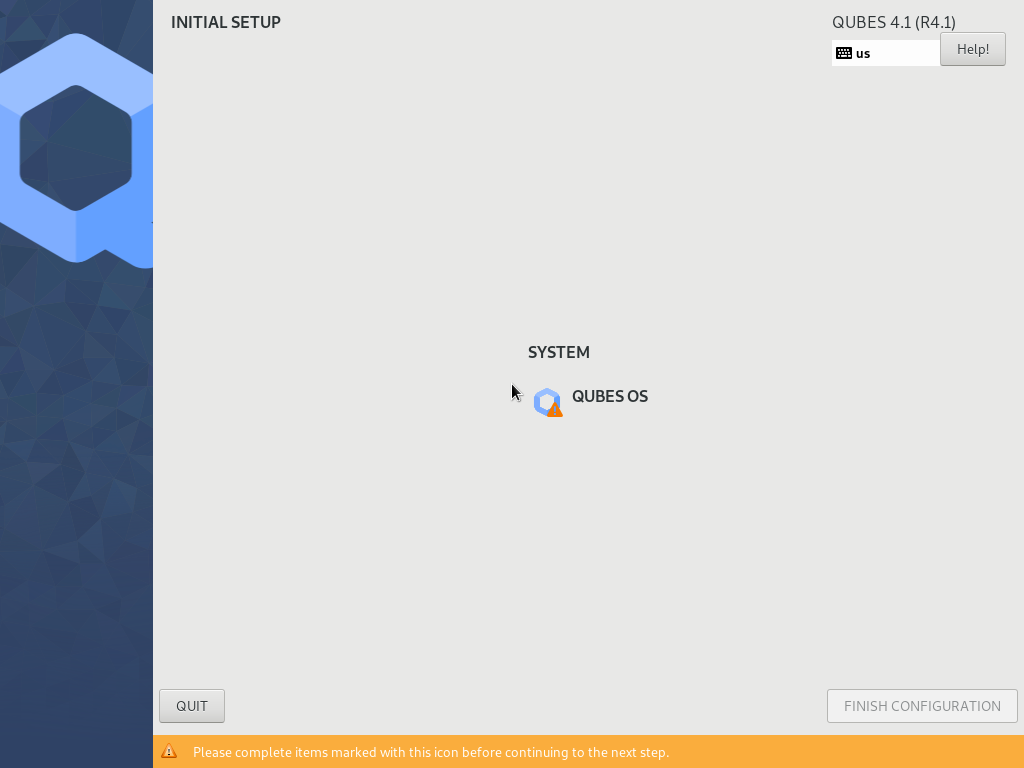 INITIAL SETUP
QUBES 4.1 (R4.1)
us
Help!
SYSTEM
QUBES OS
QUIT
FINISH CONFIGURATION
Please complete items marked with this icon before continuing to the next step.